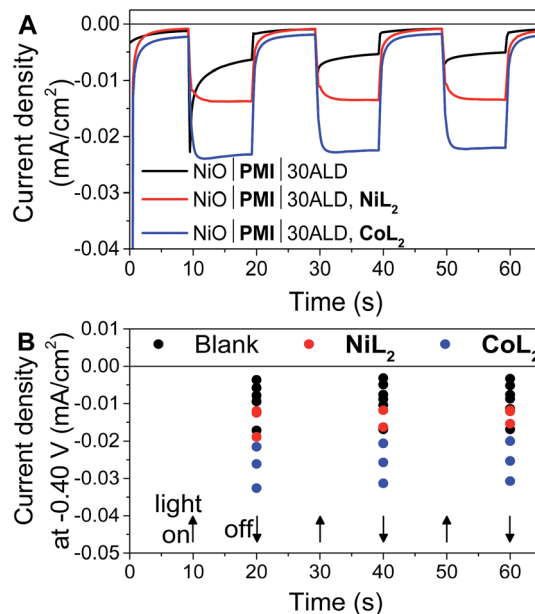 A
Current density
(mA/cm²)
0.00
-0.01
-0.02
-0.03
-0.04
NiO | PMI | 30ALD
NiO | PMI | 30ALD, NiL₂
NiO | PMI | 30ALD, CoL₂
0 10 20 30 40 50 60
Time (s)
B
Current density
at -0.40 V (mA/cm²)
0.01
0.00
-0.01
-0.02
-0.03
-0.04
-0.05
Blank NiL₂ CoL₂
light
on off
0 10 20 30 40 50 60
Time (s)